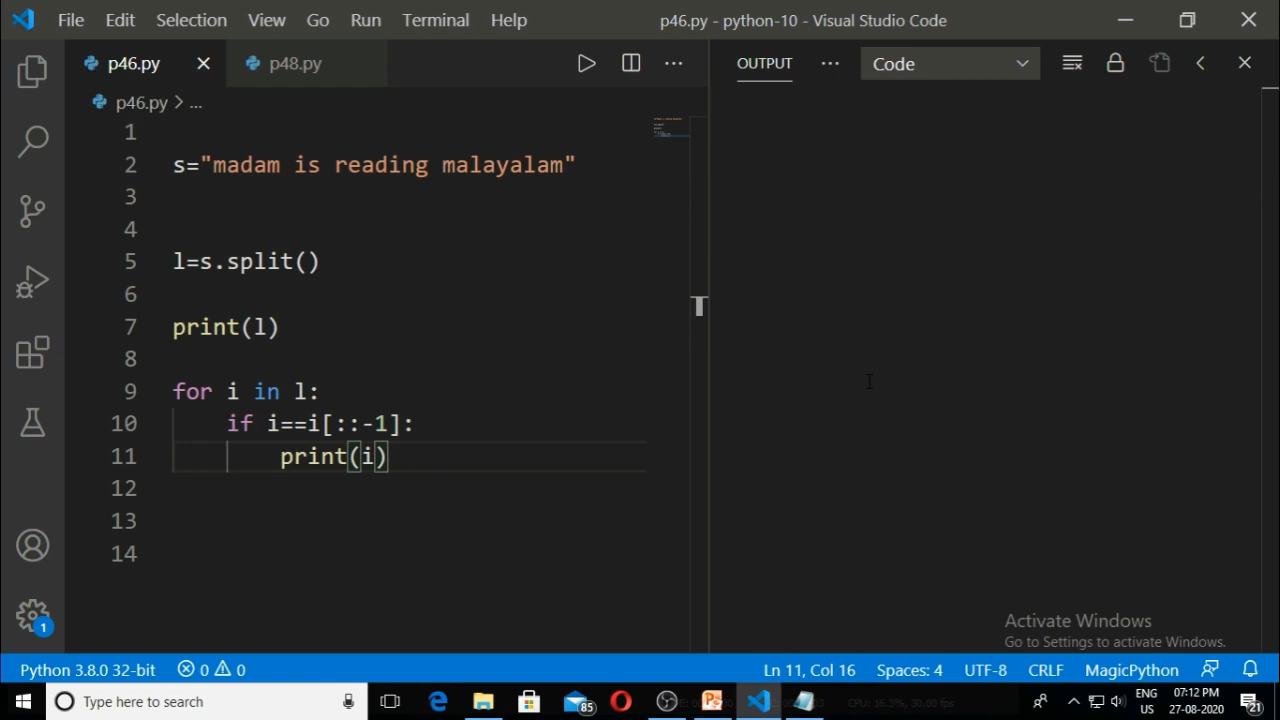 File Edit Selection View Go Run Terminal Help p46.py - python-10 - Visual Studio Code
p46.py p48.py OUTPUT Code
p46.py > ...
1
2 s="madam is reading malayalam"
3
4
5 l=s.split()
6
7 print(l)
8
9 for i in l:
10 if i==i[::-1]:
11 print(i)
12
13
14
T
Activate Windows
Go to Settings to activate Windows.
1
Python 3.8.0 32-bit 0 0 Ln 11, Col 16 Spaces: 4 UTF-8 CRLF MagicPython
Type here to search 85 ENG US 07:12 PM 27-08-2020 21